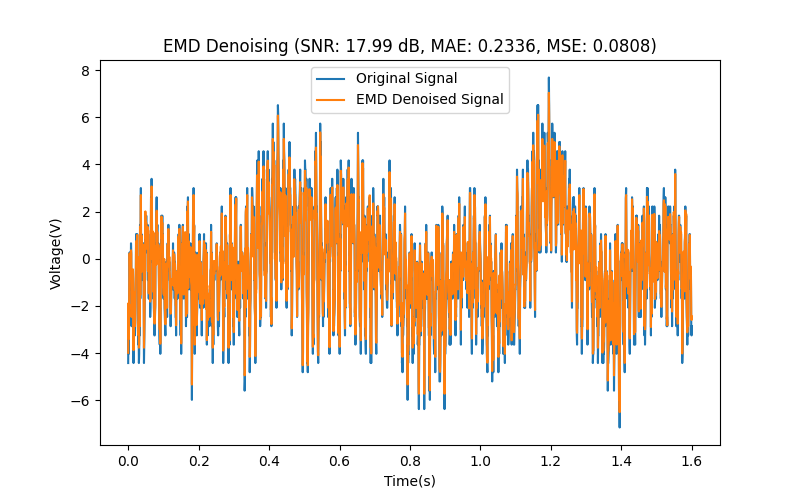 EMD Denoising (SNR: 17.99 dB, MAE: 0.2336, MSE: 0.0808)
Original Signal
EMD Denoised Signal
8
6
4
2
0
−2
−4
−6
Voltage(V)
0.0 0.2 0.4 0.6 0.8 1.0 1.2 1.4 1.6
Time(s)